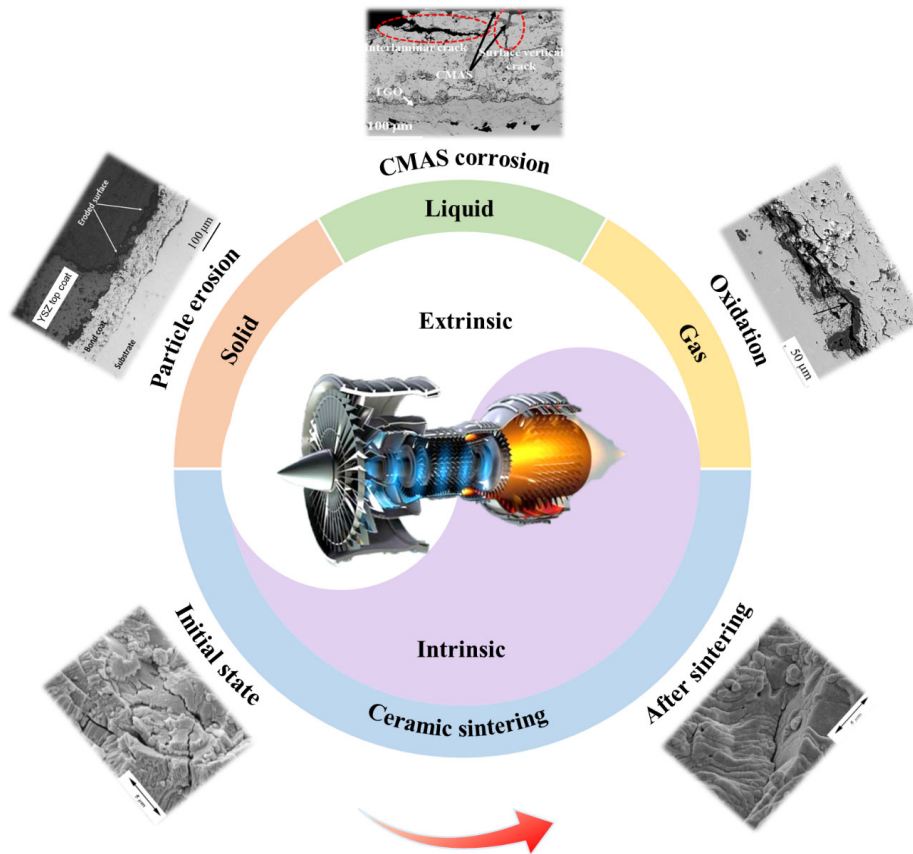 Interlaminar crack
Surface vertical
crack
CMAS
TGO
100 μm
CMAS corrosion
Liquid
Eroded surface
100 μm
YSZ top coat
Bond coat
Substrate
Particle erosion
Solid
Extrinsic
Gas
Oxidation
50 μm
Intrinsic
Ceramic sintering
Initial state
After sintering